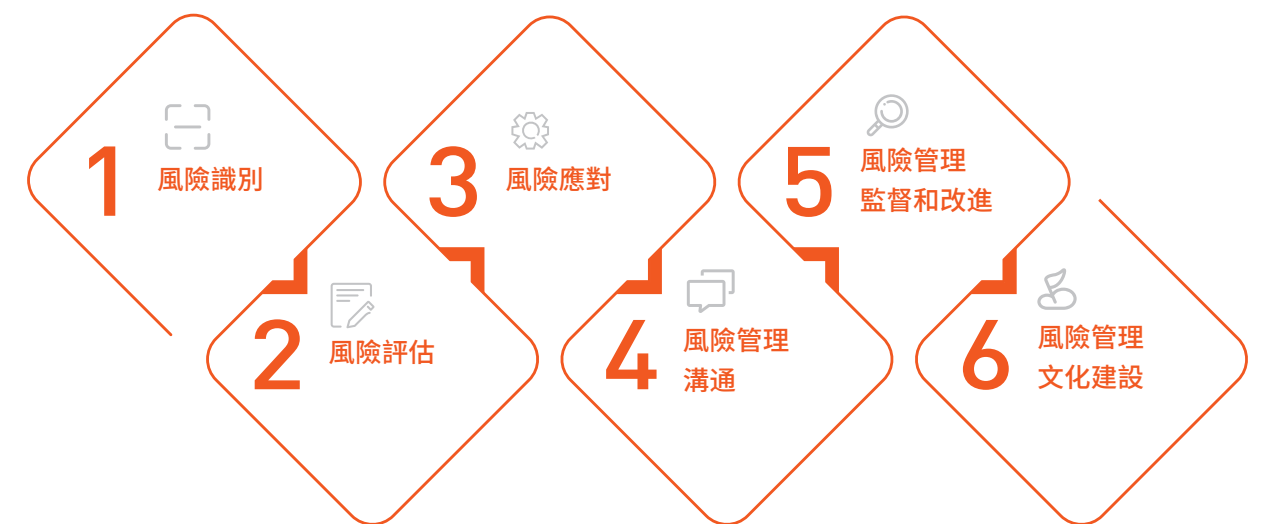 1
風險識別
2
風險評估
3
風險應對
4
風險管理
溝通
5
風險管理
監督和改進
6
風險管理
文化建設